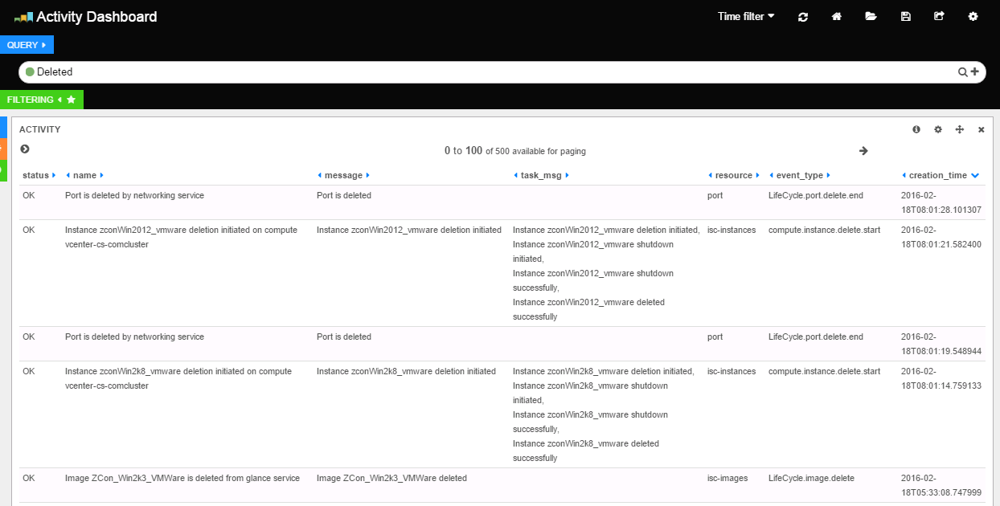 Activity Dashboard
Time filter
QUERY
Deleted
FILTERING
ACTIVITY
0 to 100 of 500 available for paging
status name message task_msg resource event_type creation_time
OK Port is deleted by networking service Port is deleted port LifeCycle.port.delete.end 2016-02-
18T08:01:28.101307
OK Instance zconWin2012_vmware deletion initiated on compute Instance zconWin2012_vmware deletion initiated Instance zconWin2012_vmware deletion initiated, isc-instances compute.instance.delete.start 2016-02-
vcenter-cs-comcluster Instance zconWin2012_vmware shutdown 18T08:01:21.582400
initiated,
Instance zconWin2012_vmware shutdown
successfully,
Instance zconWin2012_vmware deleted
successfully
OK Port is deleted by networking service Port is deleted port LifeCycle.port.delete.end 2016-02-
18T08:01:19.548944
OK Instance zconWin2k8_vmware deletion initiated on compute Instance zconWin2k8_vmware deletion initiated Instance zconWin2k8_vmware deletion initiated, isc-instances compute.instance.delete.start 2016-02-
vcenter-cs-comcluster Instance zconWin2k8_vmware shutdown 18T08:01:14.759133
initiated,
Instance zconWin2k8_vmware shutdown
successfully,
Instance zconWin2k8_vmware deleted
successfully
OK Image ZCon_Win2k3_VMWare is deleted from glance service Image ZCon_Win2k3_VMWare deleted isc-images LifeCycle.image.delete 2016-02-
18T05:33:08.747999